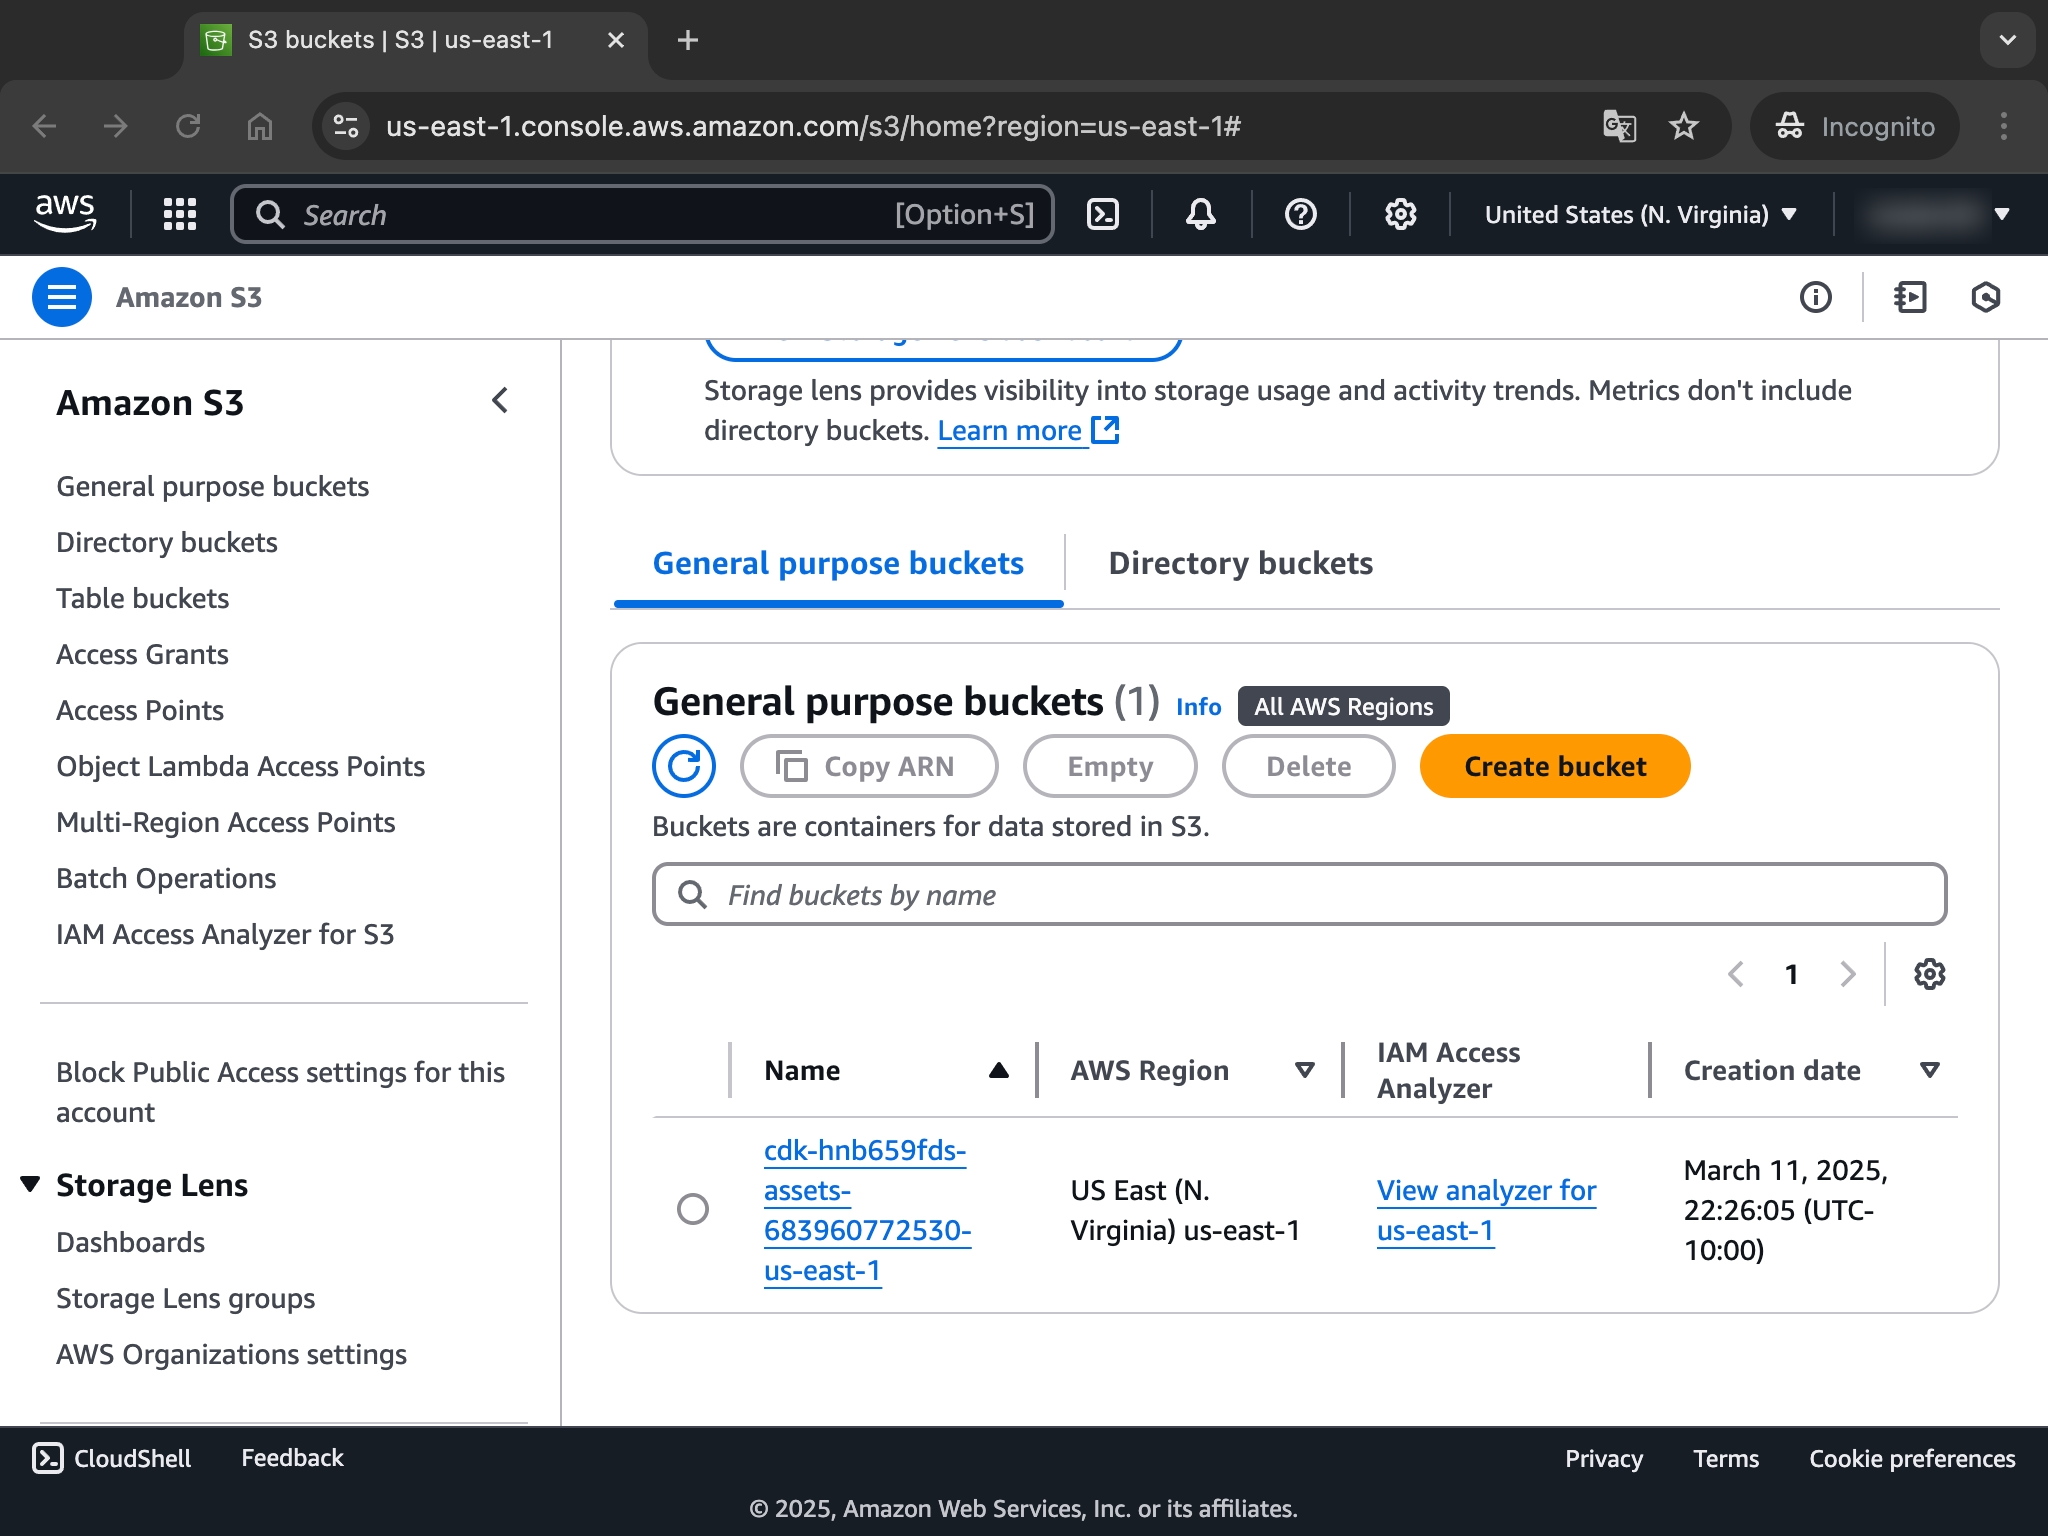 S3 buckets | S3 | us-east-1
us-east-1.console.aws.amazon.com/s3/home?region=us-east-1#
Incognito
aws
Search
[Option+S]
United States (N. Virginia)
Amazon S3
Amazon S3
General purpose buckets
Directory buckets
Table buckets
Access Grants
Access Points
Object Lambda Access Points
Multi-Region Access Points
Batch Operations
IAM Access Analyzer for S3
Block Public Access settings for this
account
Storage Lens
Dashboards
Storage Lens groups
AWS Organizations settings
Storage lens provides visibility into storage usage and activity trends. Metrics don't include
directory buckets. Learn more
General purpose buckets
Directory buckets
General purpose buckets (1) Info All AWS Regions
Copy ARN
Empty
Delete
Create bucket
Buckets are containers for data stored in S3.
Find buckets by name
1
Name
AWS Region
IAM Access
Analyzer
Creation date
cdk-hnb659fds-
assets-
683960772530-
us-east-1
US East (N.
Virginia) us-east-1
View analyzer for
us-east-1
March 11, 2025,
22:26:05 (UTC-
10:00)
CloudShell
Feedback
Privacy
Terms
Cookie preferences
© 2025, Amazon Web Services, Inc. or its affiliates.